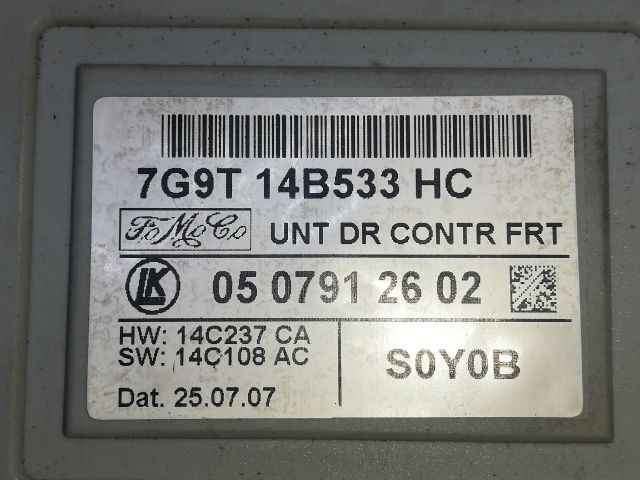 7G9T 14B533 HC
FoMoCo UNT DR CONTR FRT
LK 05 0791 26 02
HW: 14C237 CA
SW: 14C108 AC
Dat. 25.07.07
S0Y0B